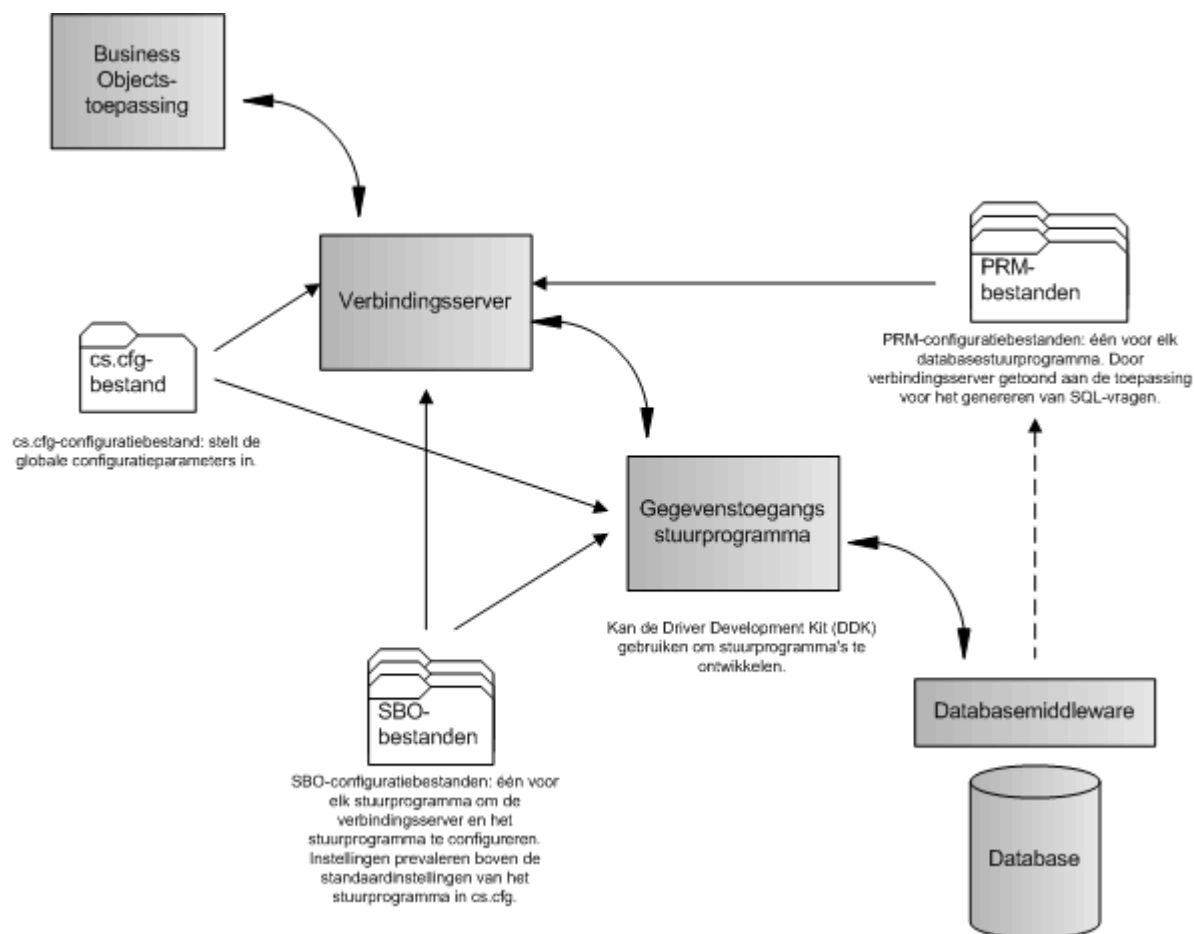 Business
Objects-
toepassing
Verbindingsserver
PRM-
bestanden
PRM-configuratiebestanden: één voor elk
databasestuurprogramma. Door
verbindingsserver getoond aan de toepassing
voor het genereren van SQL-vragen.
cs.cfg-
bestand
cs.cfg-configuratiebestand: stelt de
globale configuratieparameters in.
Gegevenstoegangs
stuurprogramma
Kan de Driver Development Kit (DDK)
gebruiken om stuurprogramma's te
ontwikkelen.
SBO-
bestanden
SBO-configuratiebestanden: één voor
elk stuurprogramma om de
verbindingsserver en het
stuurprogramma te configureren.
Instellingen prevaleren boven de
standaardinstellingen van het
stuurprogramma in cs.cfg.
Databasemiddleware
Database